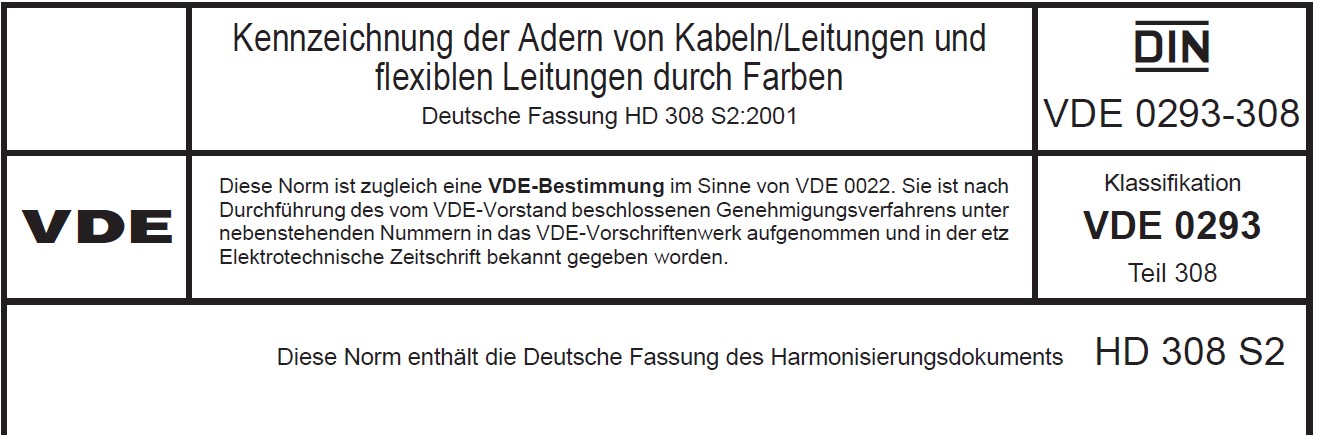 Kennzeichnung der Adern von Kabeln/Leitungen und
flexiblen Leitungen durch Farben
Deutsche Fassung HD 308 S2:2001
DIN
VDE 0293-308
VDE
Diese Norm ist zugleich eine VDE-Bestimmung im Sinne von VDE 0022. Sie ist nach
Durchführung des vom VDE-Vorstand beschlossenen Genehmigungsverfahrens unter
nebenstehenden Nummern in das VDE-Vorschriftenwerk aufgenommen und in der etz
Elektrotechnische Zeitschrift bekannt gegeben worden.
Klassifikation
VDE 0293
Teil 308
Diese Norm enthält die Deutsche Fassung des Harmonisierungsdokuments HD 308 S2